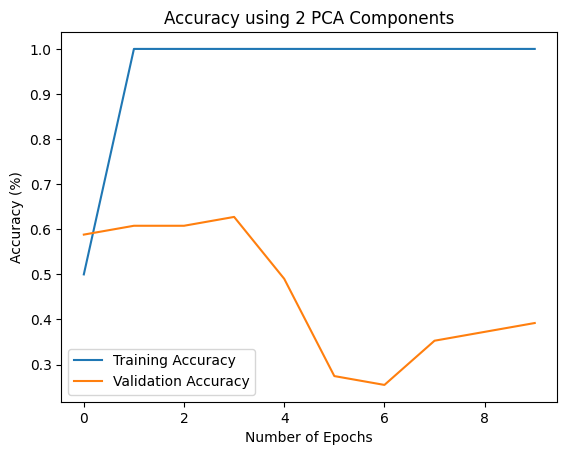 Accuracy using 2 PCA Components
Accuracy (%)
1.0
0.9
0.8
0.7
0.6
0.5
0.4
0.3
Training Accuracy
Validation Accuracy
0 2 4 6 8
Number of Epochs